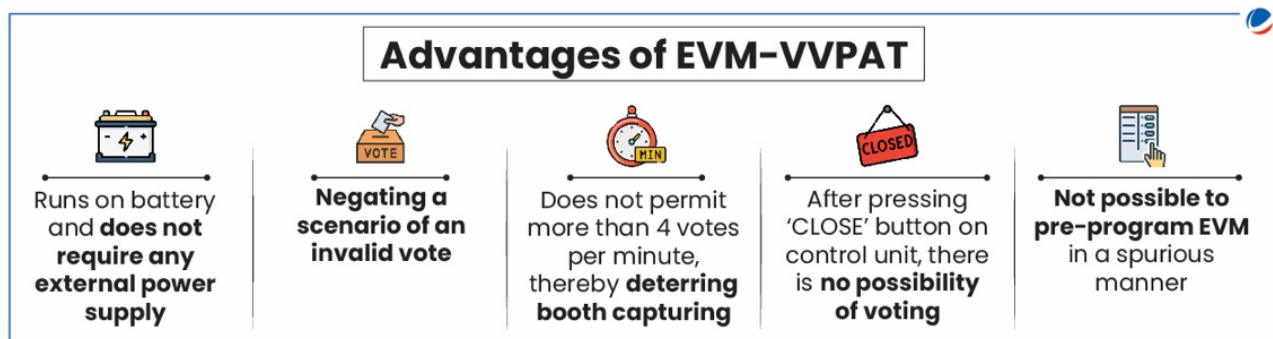 Advantages of EVM-VVPAT
Runs on battery
and does not
require any
external power
supply
VOTE
Negating a
scenario of an
invalid vote
MIN
Does not permit
more than 4 votes
per minute,
thereby deterring
booth capturing
CLOSED
After pressing
‘CLOSE’ button on
control unit, there
is no possibility
of voting
Not possible to
pre-program EVM
in a spurious
manner